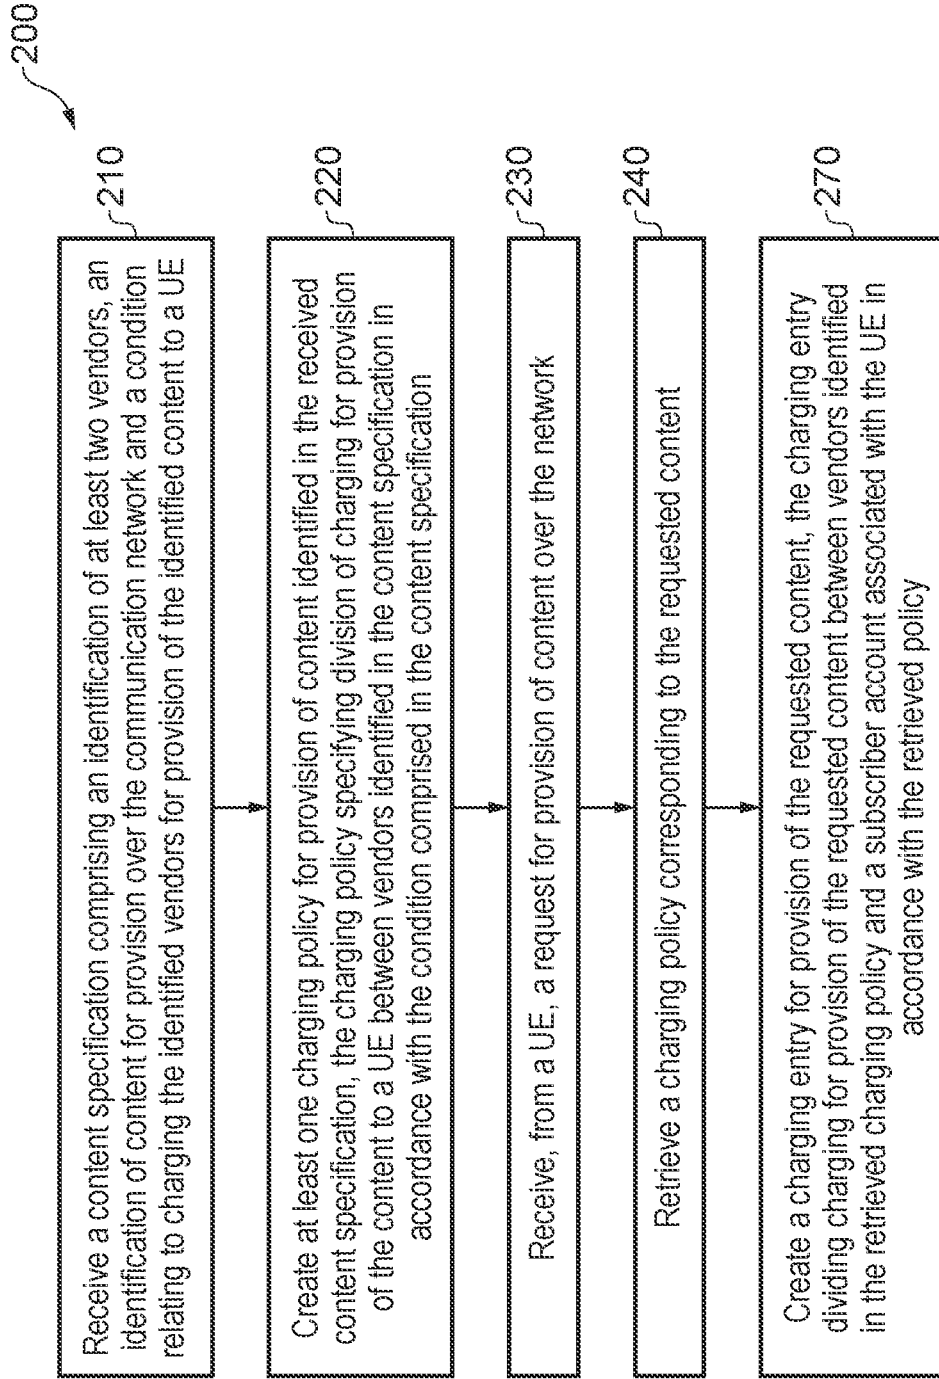 200
210
Receive a content specification comprising an identification of at least two vendors, an
identification of content for provision over the communication network and a condition
relating to charging the identified vendors for provision of the identified content to a UE
220
Create at least one charging policy for provision of content identified in the received
content specification, the charging policy specifying division of charging for provision
of the content to a UE between vendors identified in the content specification in
accordance with the condition comprised in the content specification
230
Receive, from a UE, a request for provision of content over the network
240
Retrieve a charging policy corresponding to the requested content
270
Create a charging entry for provision of the requested content, the charging entry
dividing charging for provision of the requested content between vendors identified
in the retrieved charging policy and a subscriber account associated with the UE in
accordance with the retrieved policy